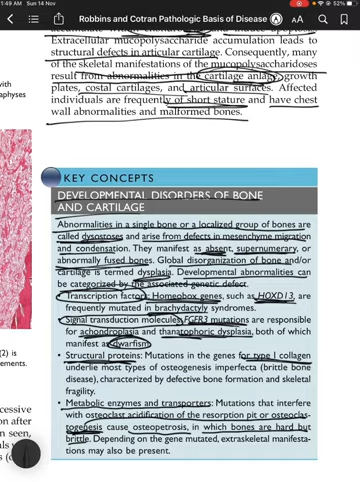 1:49 AM Sun 14 Nov
Robbins and Cotran Pathologic Basis of Disease
AA
Extracellular mucopolysaccharide accumulation leads to
structural defects in articular cartilage. Consequently, many
of the skeletal manifestations of the mucopolysaccharidoses
result from abnormalities in the cartilage anlage, growth
plates, costal cartilages, and articular surfaces. Affected
individuals are frequently of short stature and have chest
wall abnormalities and malformed bones.
with
aphyses
KEY CONCEPTS
DEVELOPMENTAL DISORDERS OF BONE
AND CARTILAGE
Abnormalities in a single bone or a localized group of bones are
called dysostoses and arise from defects in mesenchyme migration
and condensation. They manifest as absent, supernumerary, or
abnormally fused bones. Global disorganization of bone and/or
cartilage is termed dysplasia. Developmental abnormalities can
be categorized by the associated genetic defect.
Transcription factors: Homeobox genes, such as HOXD13, are
frequently mutated in brachydactyly syndromes.
Signal transduction molecules: FGFR3 mutations are responsible
for achondroplasia and thanatophoric dysplasia, both of which
manifest as dwarfism.
• Structural proteins: Mutations in the genes for type I collagen
underlie most types of osteogenesis imperfecta (brittle bone
disease), characterized by defective bone formation and skeletal
fragility.
• Metabolic enzymes and transporters: Mutations that interfere
with osteoclast acidification of the resorption pit or osteoclas-
togenesis cause osteopetrosis, in which bones are hard but
brittle. Depending on the gene mutated, extraskeletal manifesta-
tions may also be present.
(2) is
ements.
cessive
on after
n seen,